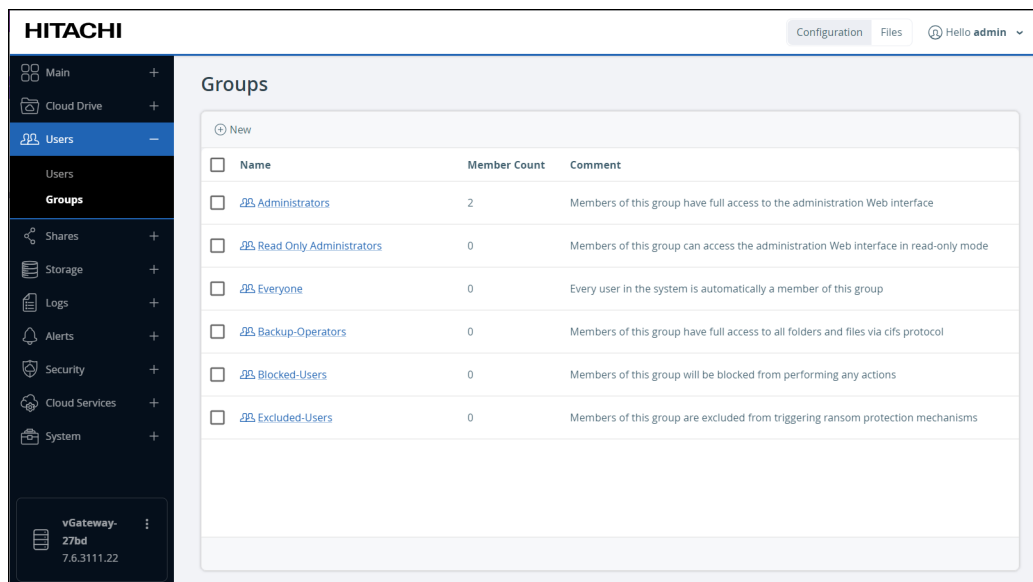 HITACHI
Configuration Files Hello admin
Main
Cloud Drive
Users
Users
Groups
Shares
Storage
Logs
Alerts
Security
Cloud Services
System
vGateway-
27bd
7.6.3111.22
Groups
New
Name Member Count Comment
Administrators 2 Members of this group have full access to the administration Web interface
Read Only Administrators 0 Members of this group can access the administration Web interface in read-only mode
Everyone 0 Every user in the system is automatically a member of this group
Backup-Operators 0 Members of this group have full access to all folders and files via cifs protocol
Blocked-Users 0 Members of this group will be blocked from performing any actions
Excluded-Users 0 Members of this group are excluded from triggering ransom protection mechanisms